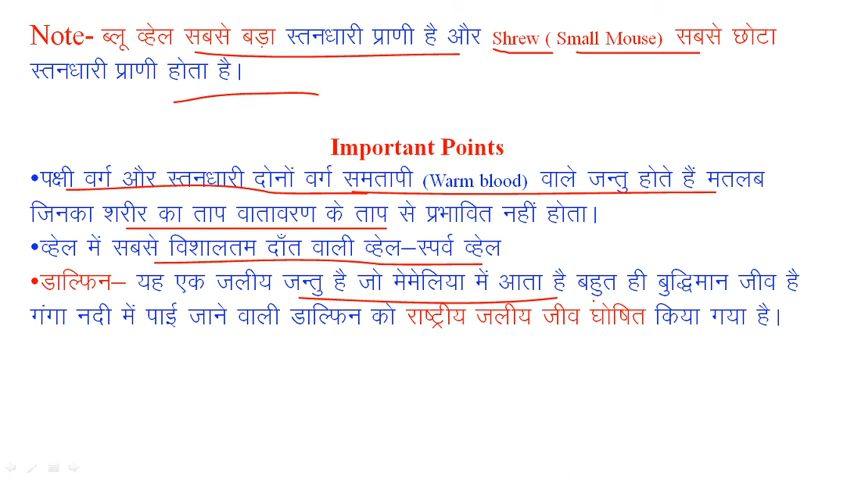 Note- ब्लू व्हेल सबसे बड़ा स्तनधारी प्राणी है और Shrew ( Small Mouse) सबसे छोटा
स्तनधारी प्राणी होता है।
Important Points
•पक्षी वर्ग और स्तनधारी दोनों वर्ग समतापी (Warm blood) वाले जन्तु होते हैं मतलब
जिनका शरीर का ताप वातावरण के ताप से प्रभावित नहीं होता।
•व्हेल में सबसे विशालतम दाँत वाली व्हेल–स्पर्व व्हेल
•डाल्फिन– यह एक जलीय जन्तु है जो मेमेलिया में आता है बहुत ही बुद्धिमान जीव है
गंगा नदी में पाई जाने वाली डाल्फिन को राष्ट्रीय जलीय जीव घोषित किया गया है।